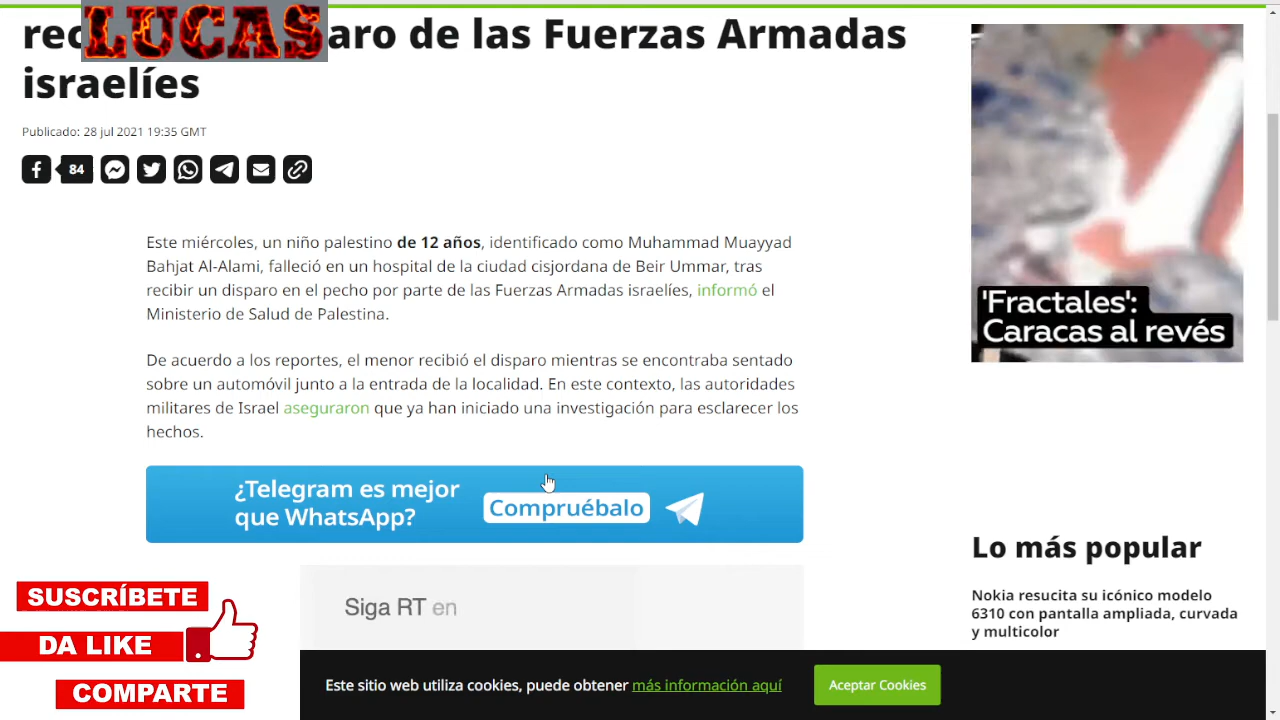 LUCAS
rec aro de las Fuerzas Armadas
israelíes
Publicado: 28 jul 2021 19:35 GMT
84
Este miércoles, un niño palestino de 12 años, identificado como Muhammad Muayyad
Bahjat Al-Alami, falleció en un hospital de la ciudad cisjordana de Beir Ummar, tras
recibir un disparo en el pecho por parte de las Fuerzas Armadas israelíes, informó el
Ministerio de Salud de Palestina.
De acuerdo a los reportes, el menor recibió el disparo mientras se encontraba sentado
sobre un automóvil junto a la entrada de la localidad. En este contexto, las autoridades
militares de Israel aseguraron que ya han iniciado una investigación para esclarecer los
hechos.
¿Telegram es mejor
que WhatsApp?
Compruébalo
Siga RT en
'Fractales':
Caracas al revés
Lo más popular
Nokia resucita su icónico modelo
6310 con pantalla ampliada, curvada
y multicolor
SUSCRÍBETE
DA LIKE
COMPARTE
Este sitio web utiliza cookies, puede obtener más información aquí
Aceptar Cookies